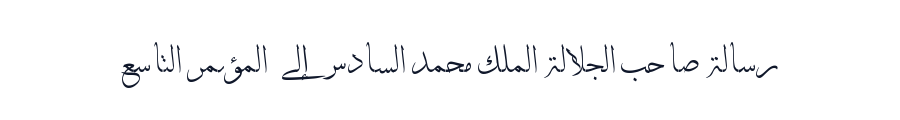 رسالة صاحب الجلالة الملك محمد السادس إلى المؤتمر التاسع